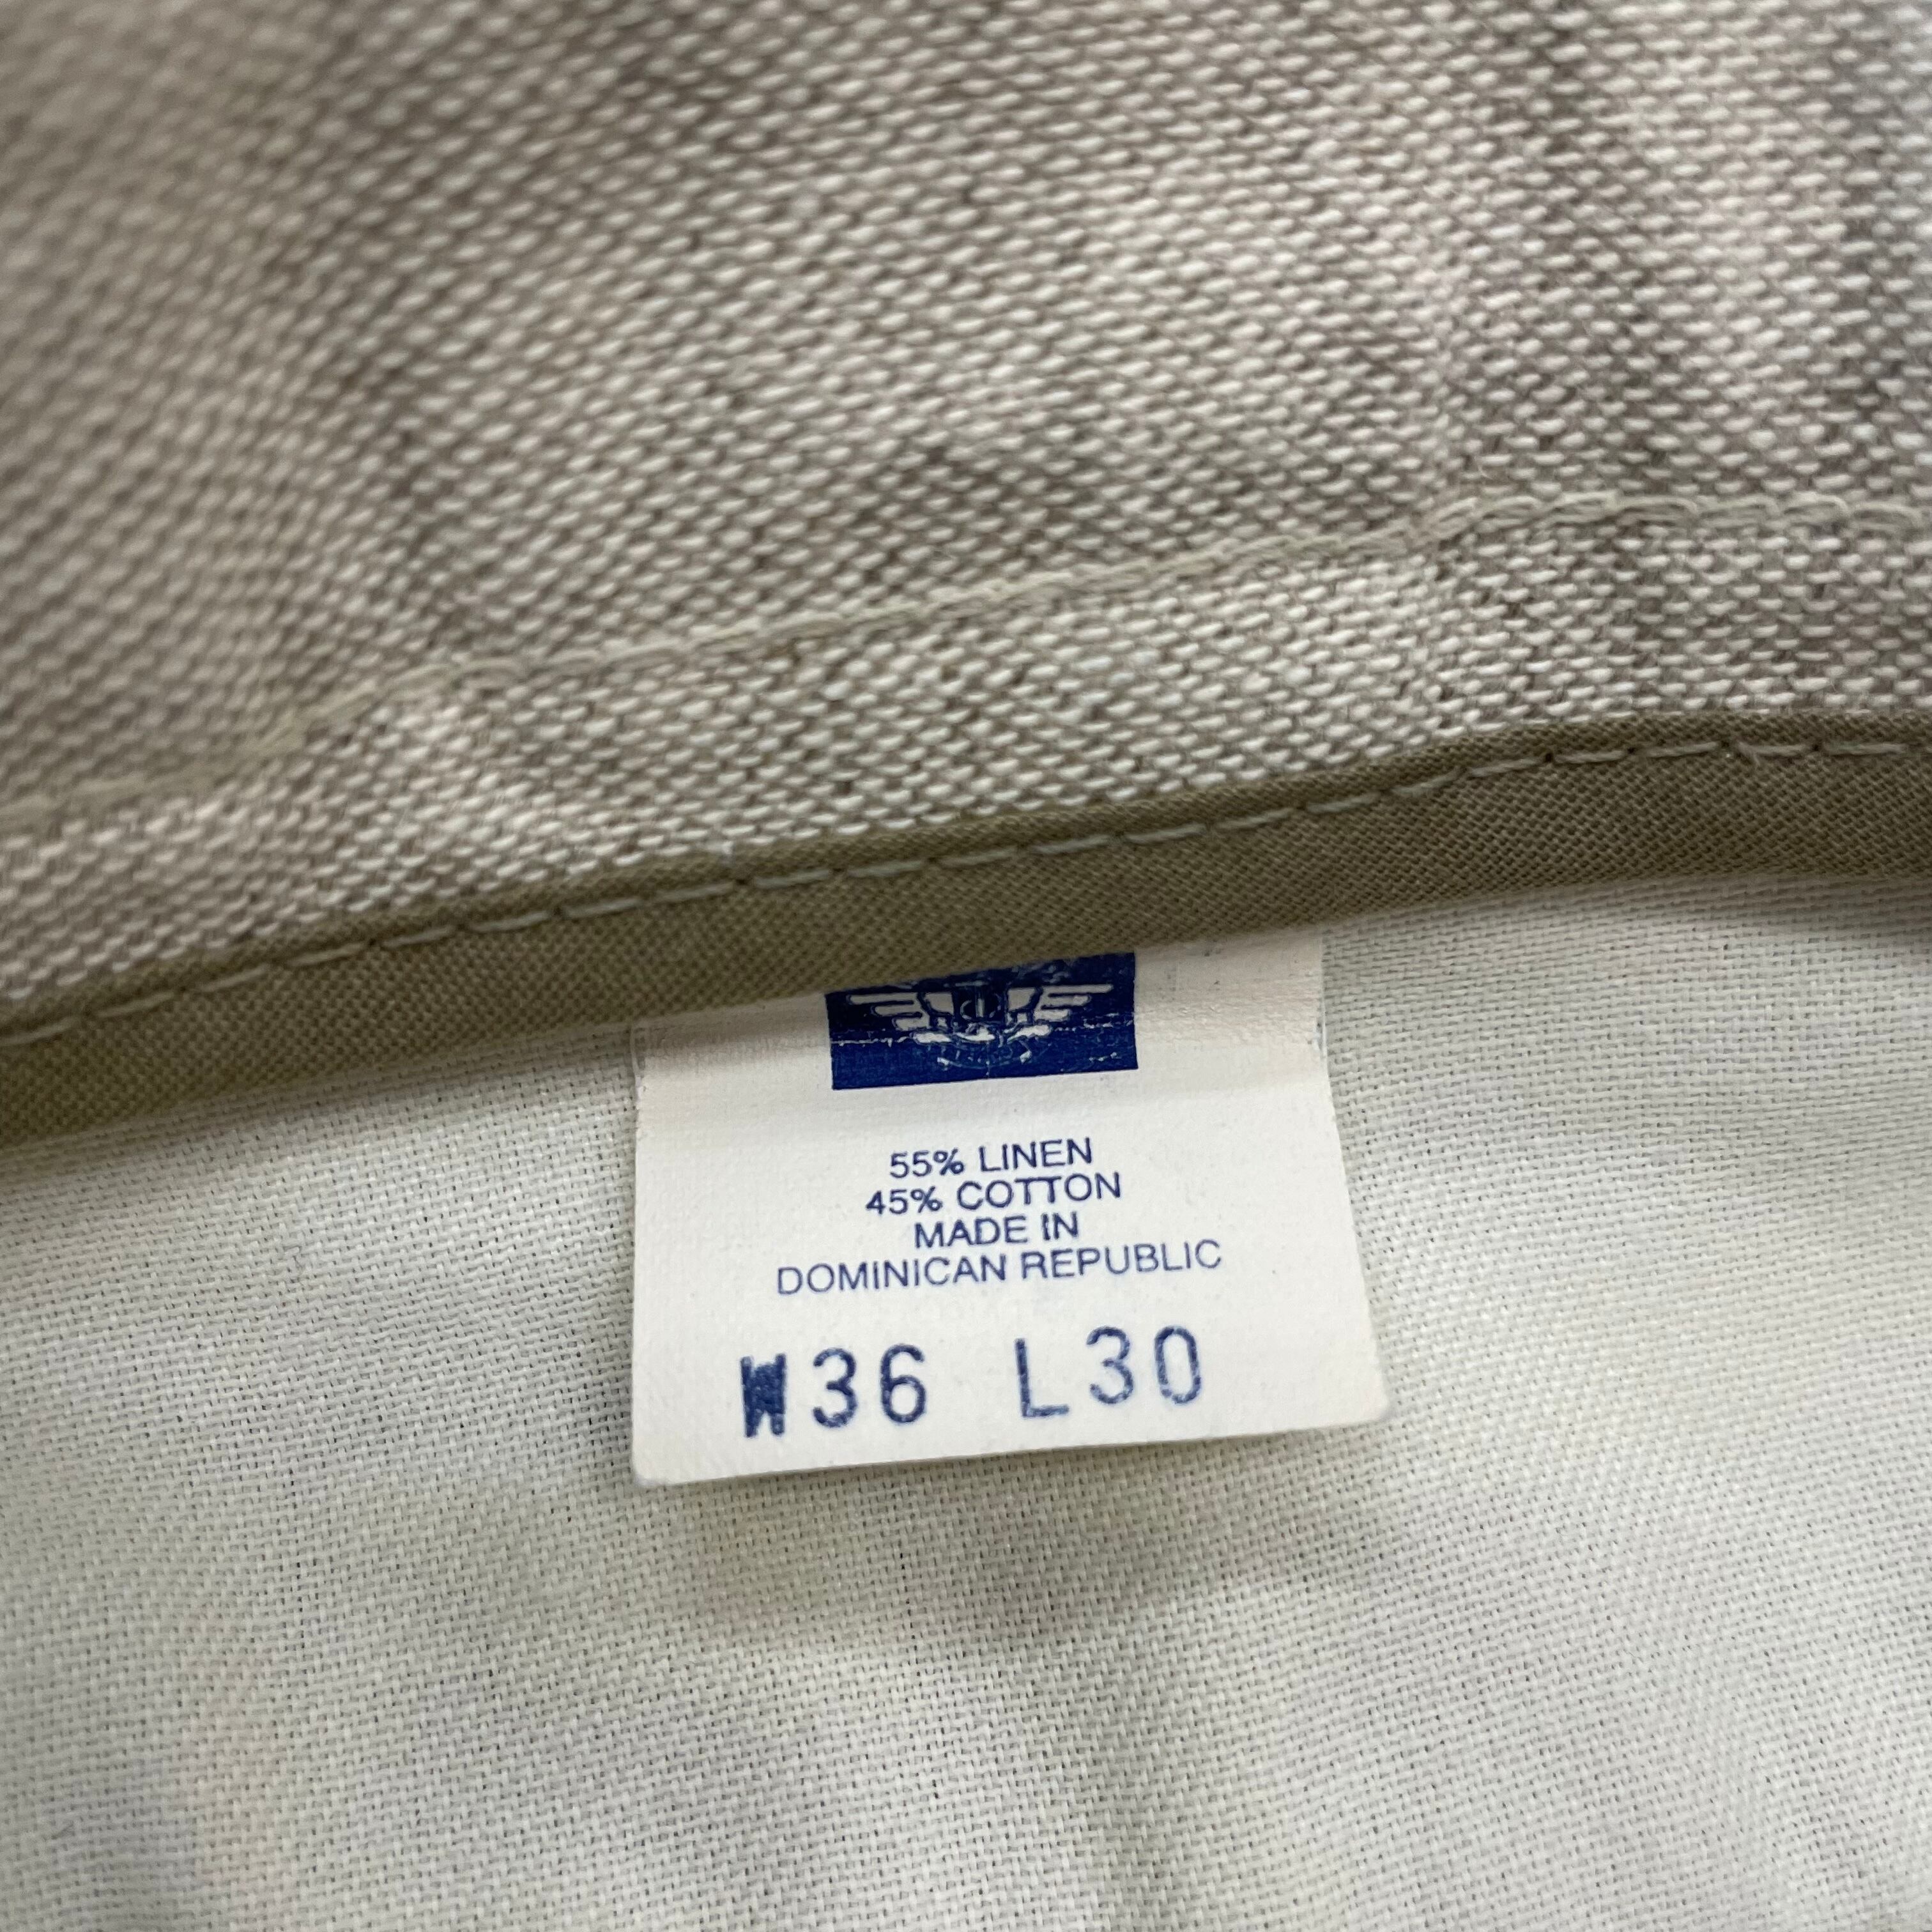 55% LINEN
45% COTTON
MADE IN
DOMINICAN REPUBLIC
W36 L30